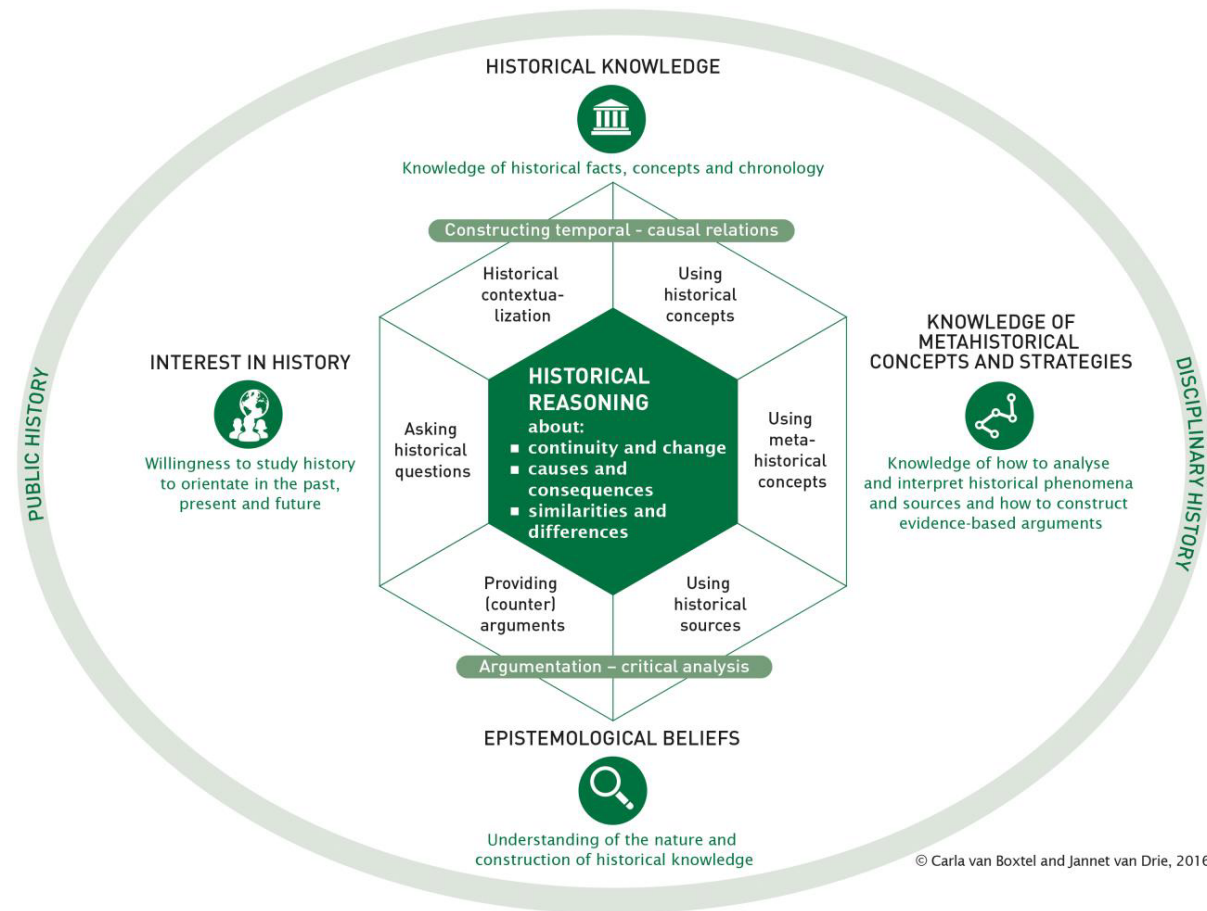 HISTORICAL KNOWLEDGE
Knowledge of historical facts, concepts and chronology
Constructing temporal - causal relations
Historical
contextua-
lization
Using
historical
concepts
PUBLIC HISTORY
INTEREST IN HISTORY
Willingness to study history
to orientate in the past,
present and future
Asking
historical
questions
HISTORICAL
REASONING
about:
▪ continuity and change
▪ causes and
consequences
▪ similarities and
differences
Using
meta-
historical
concepts
KNOWLEDGE OF
METAHISTORICAL
CONCEPTS AND STRATEGIES
Knowledge of how to analyse
and interpret historical phenomena
and sources and how to construct
evidence-based arguments
DISCIPLINARY HISTORY
Providing
(counter)
arguments
Using
historical
sources
Argumentation – critical analysis
EPISTEMOLOGICAL BELIEFS
Understanding of the nature and
construction of historical knowledge
© Carla van Boxtel and Jannet van Drie, 2016